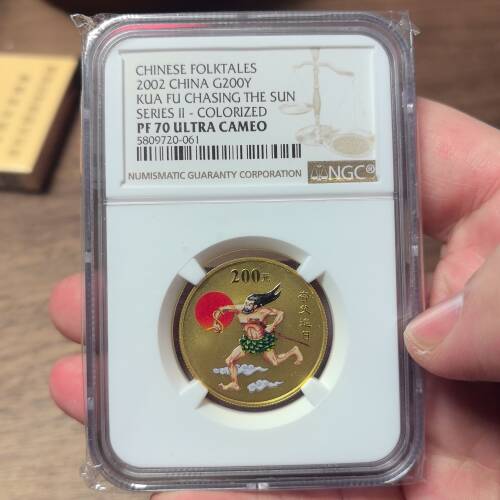 CHINESE FOLKTALES
2002 CHINA G200Y
KUA FU CHASING THE SUN
SERIES II - COLORIZED
PF 70 ULTRA CAMEO
5809720-061
NUMISMATIC GUARANTY CORPORATION
NGC®
200元